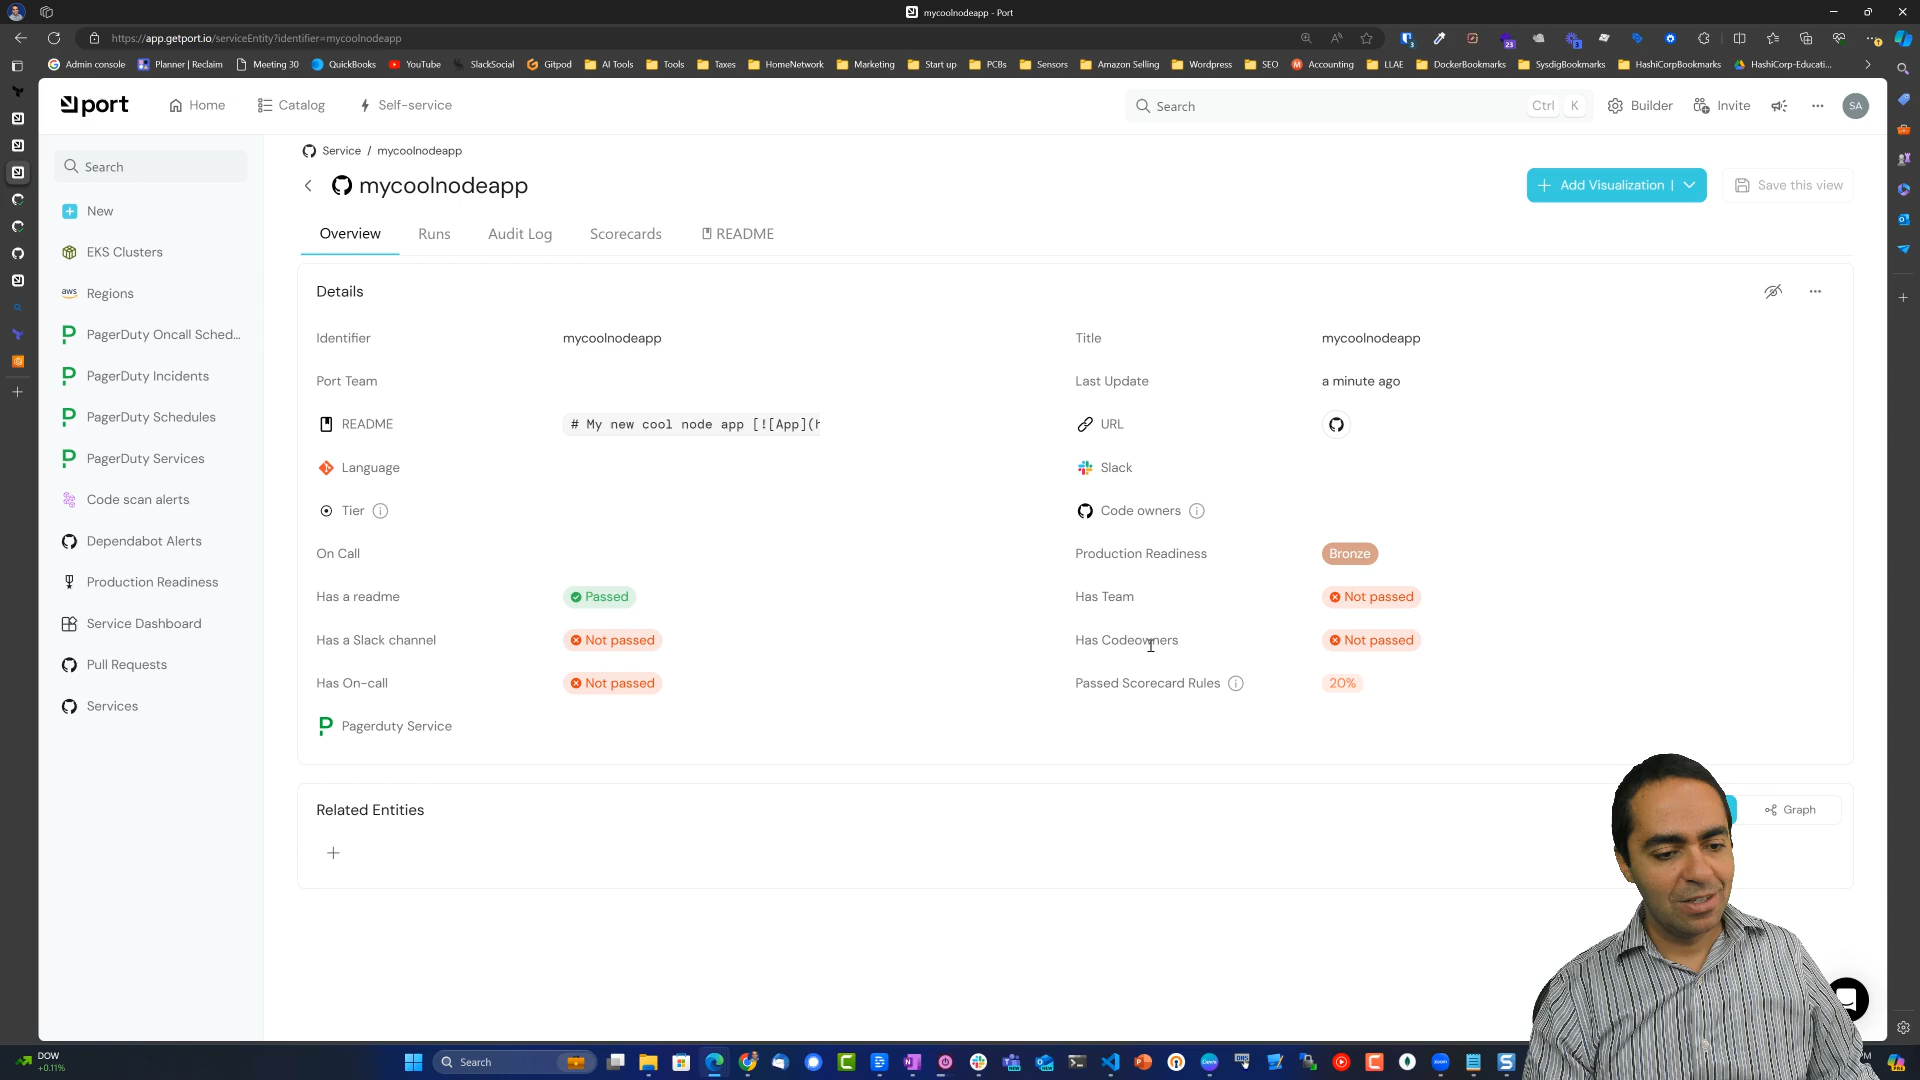 mycoolnodeapp - Port
https://app.getport.io/serviceEntity?identifier=mycoolnodeapp
Admin console
Planner | Reclaim
Meeting 30
QuickBooks
YouTube
SlackSocial
Gitpod
AI Tools
Tools
Taxes
HomeNetwork
Marketing
Start up
PCBs
Sensors
Amazon Selling
Wordpress
SEO
Accounting
LLAE
DockerBookmarks
SysdigBookmarks
HashiCorpBookmarks
HashiCorp-Educati...
port
Home
Catalog
Self-service
Search
Ctrl
K
Builder
Invite
SA
Search
New
EKS Clusters
Regions
PagerDuty Oncall Sched...
PagerDuty Incidents
PagerDuty Schedules
PagerDuty Services
Code scan alerts
Dependabot Alerts
Production Readiness
Service Dashboard
Pull Requests
Services
Service / mycoolnodeapp
mycoolnodeapp
Add Visualization
Save this view
Overview
Runs
Audit Log
Scorecards
README
Details
Identifier
mycoolnodeapp
Title
mycoolnodeapp
Port Team
Last Update
a minute ago
README
# My new cool node app [![App](h
URL
Language
Slack
Tier
Code owners
On Call
Production Readiness
Bronze
Has a readme
Passed
Has Team
Not passed
Has a Slack channel
Not passed
Has Codeowners
Not passed
Has On-call
Not passed
Passed Scorecard Rules
20%
Pagerduty Service
Related Entities
Graph
DOW
+0.11%
Search